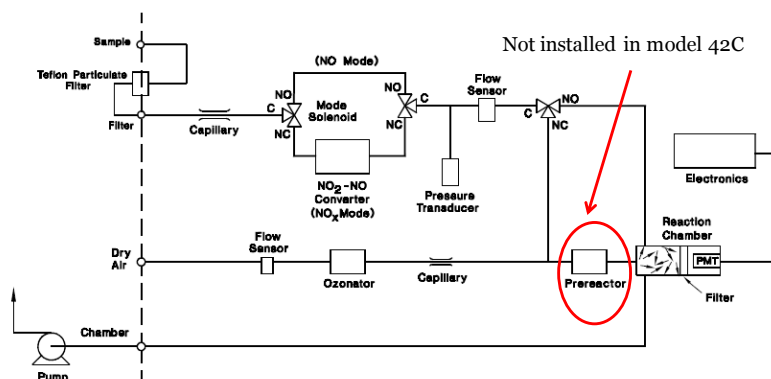 Not installed in model 42C
Sample
Teflon Particulate
Filter
Filter
Capillary
(NO Mode)
NO
C
NC
Mode
Solenoid
NO
C
NC
NO2-NO
Converter
(NOxMode)
Pressure
Transducer
Flow
Sensor
C
NO
NC
Electronics
Dry
Air
Flow
Sensor
Ozonator
Capillary
Prereactor
Reaction
Chamber
PMT
Filter
Chamber
Pump